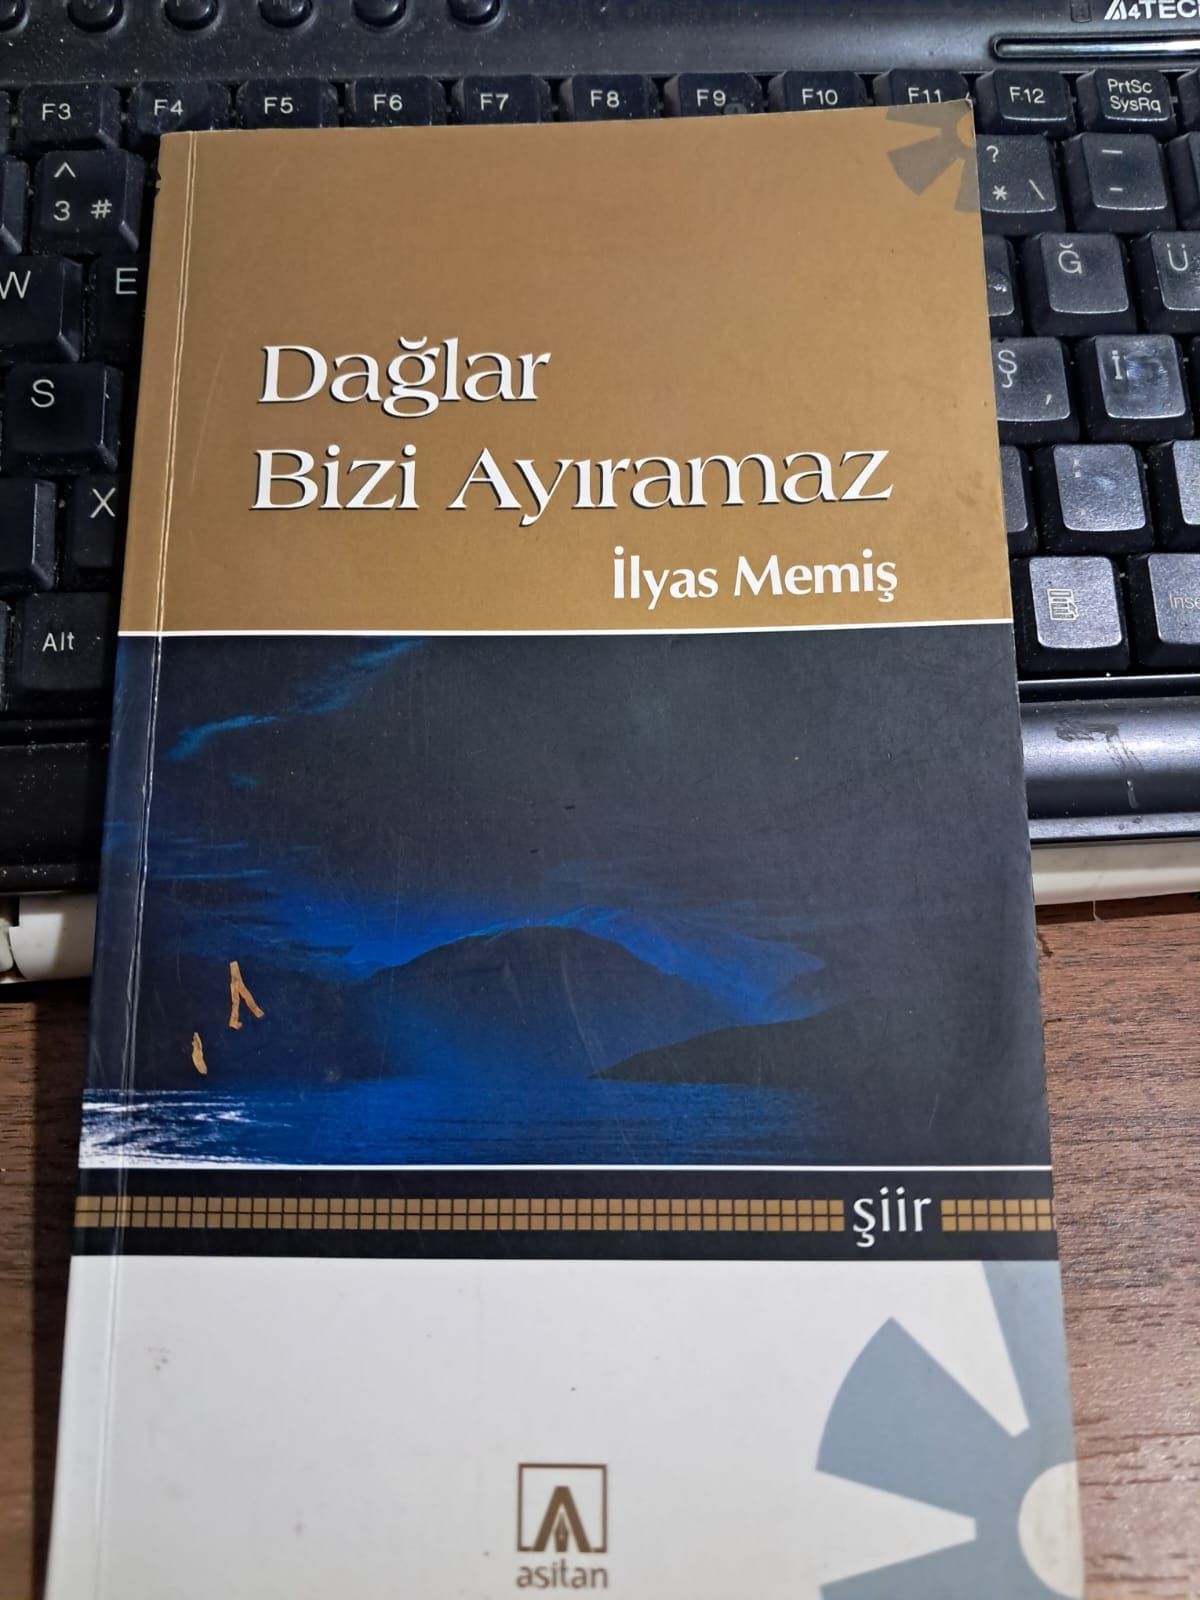 A4TECH
F3 F4 F5 F6 F7 F8 F9 F10 F11 F12 PrtSc
SysRq
^
3 #
?
* \
_
-
W E
Ğ Ü
S
Ş ,
İ
X
Alt
Dağlar
Bizi Ayıramaz
İlyas Memiş
şiir
asitan